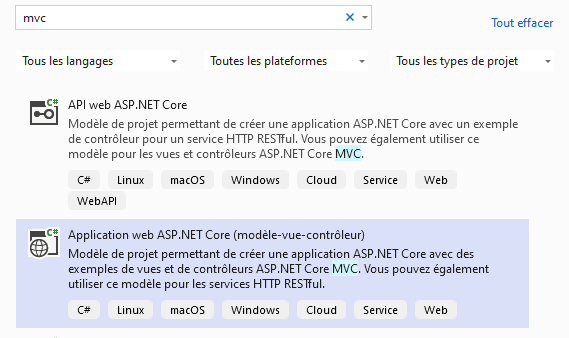 mvc
Tout effacer
Tous les langages
Toutes les plateformes
Tous les types de projet
C#
API web ASP.NET Core
Modèle de projet permettant de créer une application ASP.NET Core avec un exemple
de contrôleur pour un service HTTP RESTful. Vous pouvez également utiliser ce
modèle pour les vues et contrôleurs ASP.NET Core MVC.
C# Linux macOS Windows Cloud Service Web
WebAPI
C#
Application web ASP.NET Core (modèle-vue-contrôleur)
Modèle de projet permettant de créer une application ASP.NET Core avec des
exemples de vues et de contrôleurs ASP.NET Core MVC. Vous pouvez également
utiliser ce modèle pour les services HTTP RESTful.
C# Linux macOS Windows Cloud Service Web